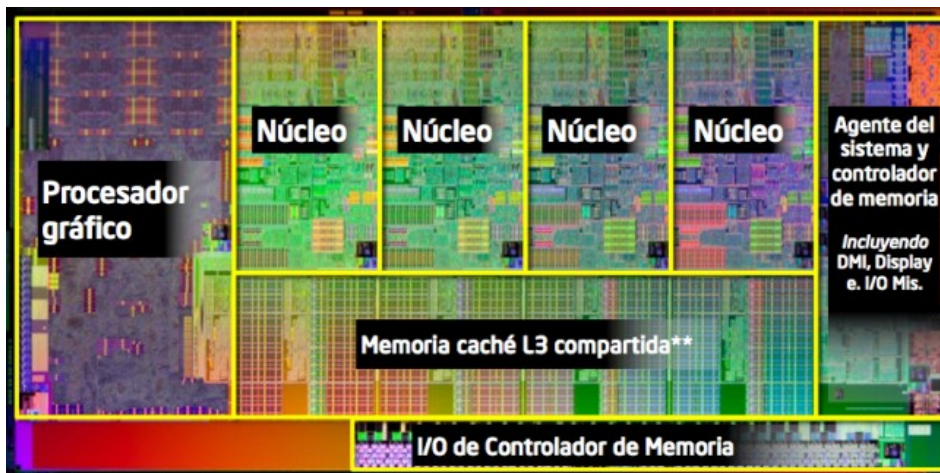 Procesador
gráfico
Núcleo
Núcleo
Núcleo
Núcleo
Agente del
sistema y
controlador
de memoria
Incluyendo
DMI, Display
e. I/O Mis.
Memoria caché L3 compartida**
I/O de Controlador de Memoria